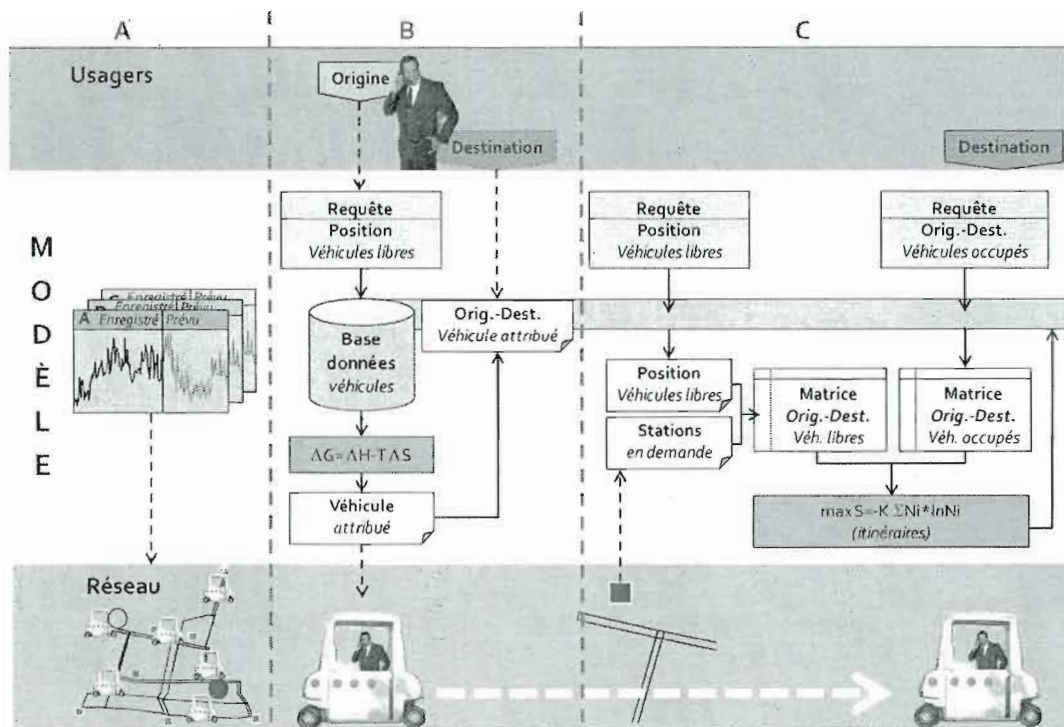 A
B
C
Usagers
Origine
Destination
Destination
MODÈLE
Requête
Position
Véhicules libres
Requête
Position
Véhicules libres
Requête
Orig.-Dest.
Véhicules occupés
Enregistré Prévu
Enregistré Prévu
A Enregistré Prévu
Base
données
véhicules
Orig.-Dest.
Véhicule attribué
Position
Véhicules libres
Stations
en demande
Matrice
Orig.-Dest.
Véh. libres
Matrice
Orig.-Dest.
Véh. occupés
ΔG=ΔH-TΔS
Véhicule
attribué
max S=-K ΣNi*lnNi
(itinéraires)
Réseau